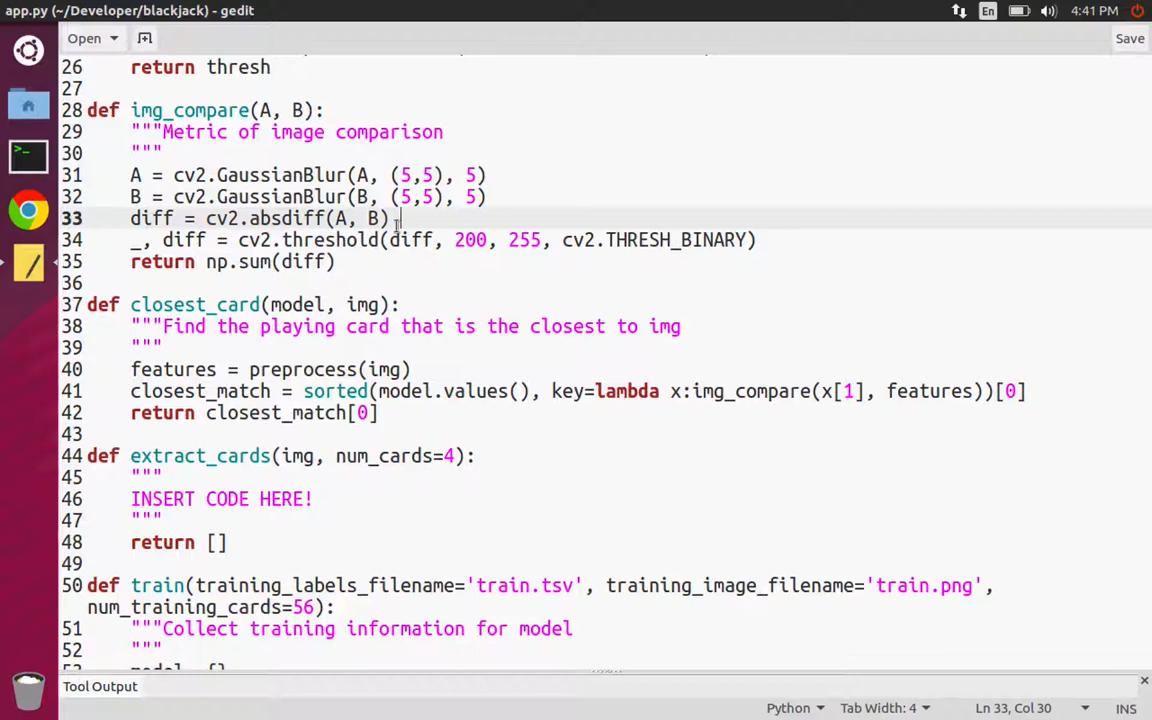 app.py (~/Developer/blackjack) - gedit
En
4:41 PM
Open
Save
26 return thresh
27
28 def img_compare(A, B):
29 """Metric of image comparison
30 """
31 A = cv2.GaussianBlur(A, (5,5), 5)
32 B = cv2.GaussianBlur(B, (5,5), 5)
33 diff = cv2.absdiff(A, B)
34 _, diff = cv2.threshold(diff, 200, 255, cv2.THRESH_BINARY)
35 return np.sum(diff)
36
37 def closest_card(model, img):
38 """Find the playing card that is the closest to img
39 """
40 features = preprocess(img)
41 closest_match = sorted(model.values(), key=lambda x:img_compare(x[1], features))[0]
42 return closest_match[0]
43
44 def extract_cards(img, num_cards=4):
45 """
46 INSERT CODE HERE!
47 """
48 return []
49
50 def train(training_labels_filename='train.tsv', training_image_filename='train.png',
num_training_cards=56):
51 """Collect training information for model
52 """
53 model = {}
Tool Output
Python
Tab Width: 4
Ln 33, Col 30
INS